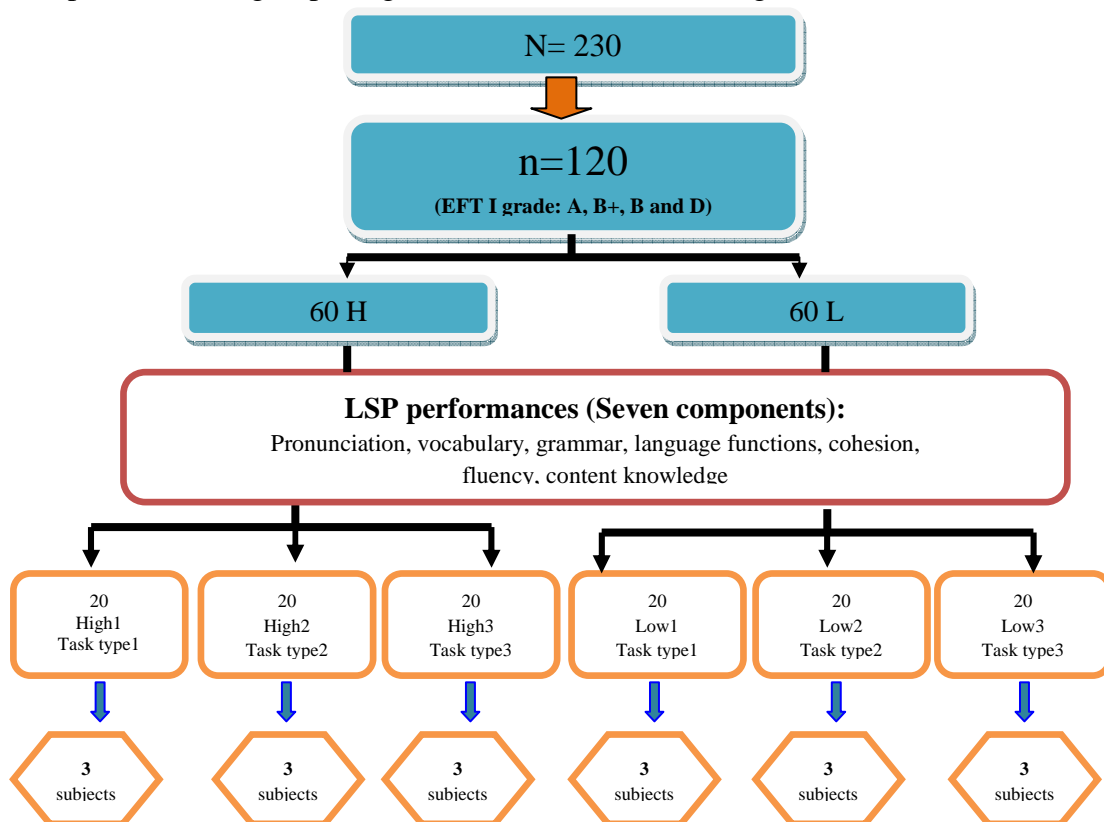 N= 230
n=120
(EFT I grade: A, B+, B and D)
60 H
60 L
LSP performances (Seven components):
Pronunciation, vocabulary, grammar, language functions, cohesion,
fluency, content knowledge
20
High1
Task type1
20
High2
Task type2
20
High3
Task type3
20
Low1
Task type1
20
Low2
Task type2
20
Low3
Task type3
3
subjects
3
subjects
3
subjects
3
subjects
3
subjects
3
subjects